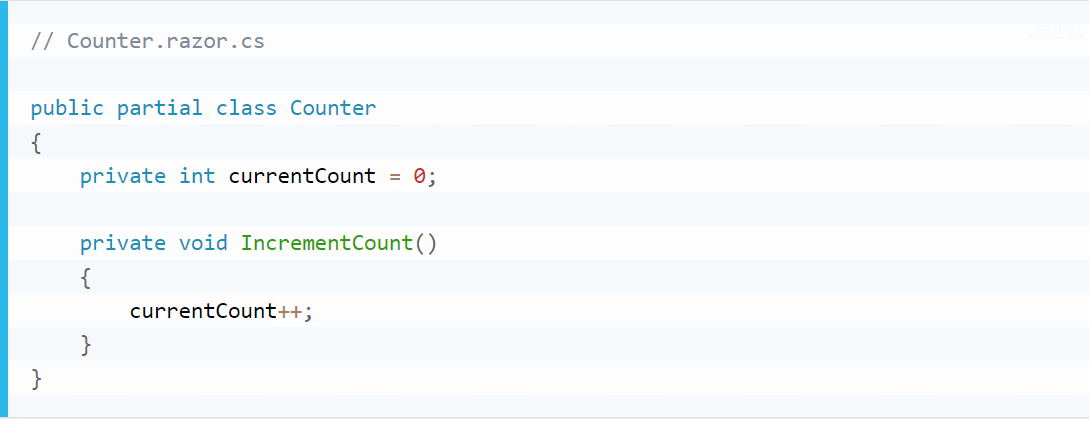 // Counter.razor.cs
public partial class Counter
{
    private int currentCount = 0;
    private void IncrementCount()
    {
        currentCount++;
    }
}